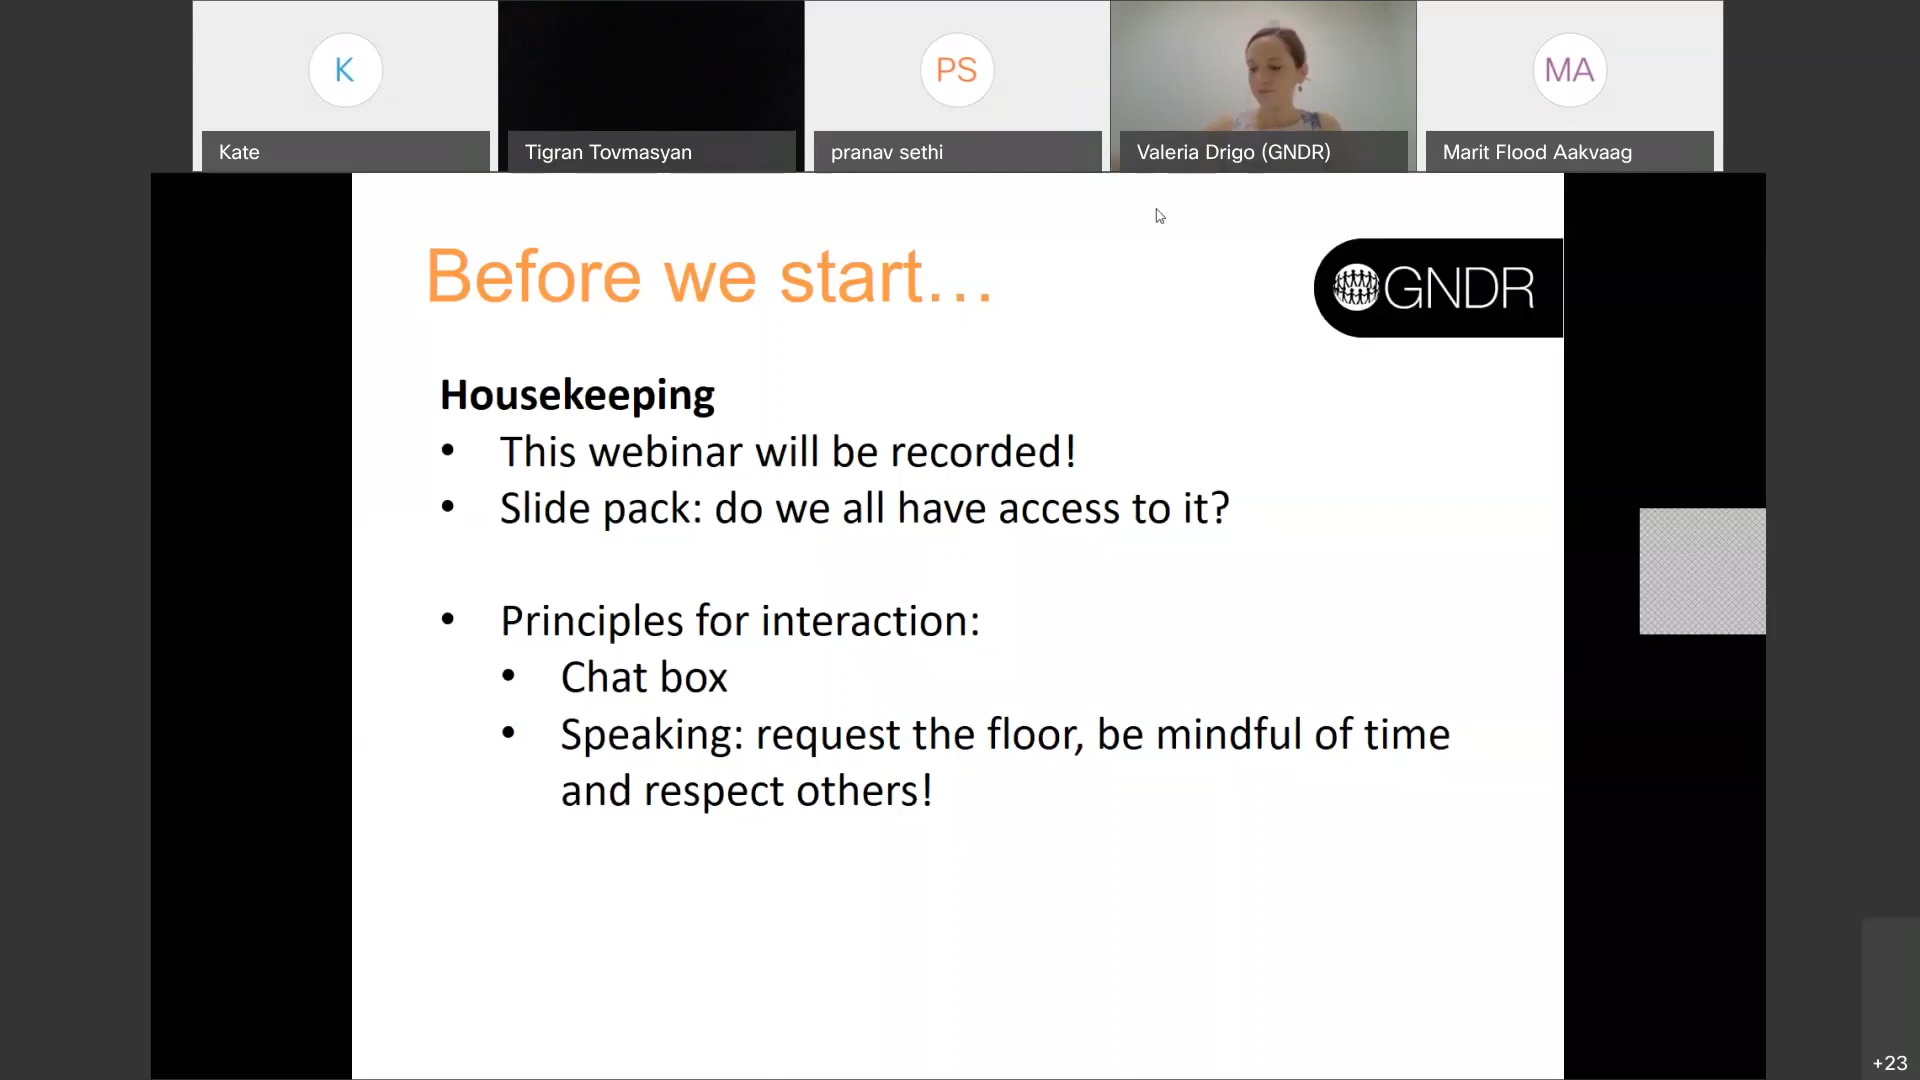 K
PS
MA
Kate
Tigran Tovmasyan
pranav sethi
Valeria Drigo (GNDR)
Marit Flood Aakvaag
Before we start...
GNDR
Housekeeping
• This webinar will be recorded!
• Slide pack: do we all have access to it?
• Principles for interaction:
• Chat box
• Speaking: request the floor, be mindful of time
and respect others!
+23